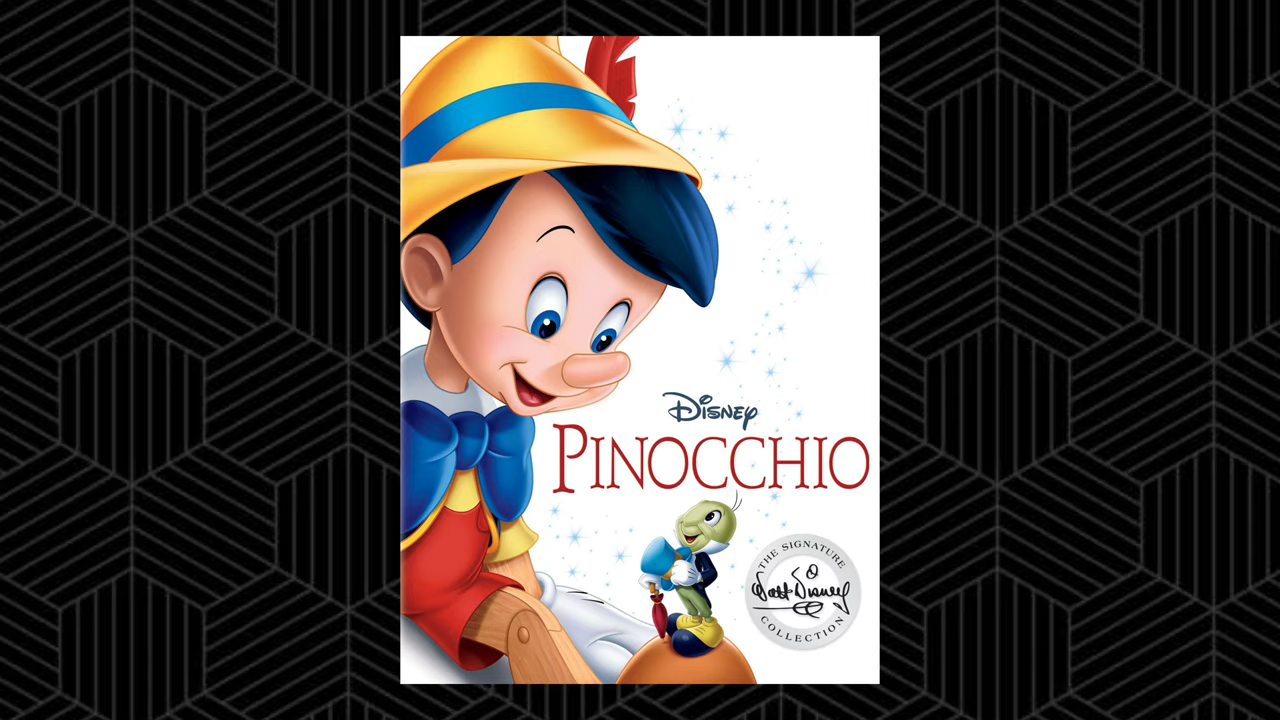 Disney
PINOCCHIO
THE SIGNATURE
Walt Disney
COLLECTION